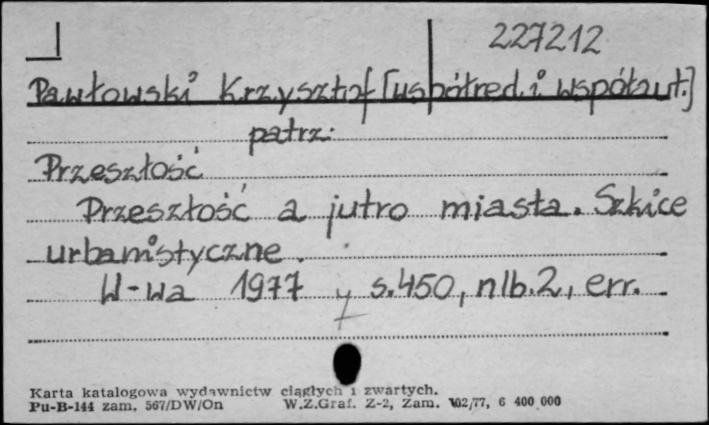 227212
Pawłowski Krzysztof [współred. i współaut.]
patrz:
Przeszłość
Przeszłość a jutro miasta. Szkice
urbanistyczne.
W-wa 1977 s. 450, nlb. 2, err.
Karta katalogowa wydawnictw ciągłych i zwartych.
Pu-B-144 zam. 567/DW/On W.Z.Graf. Z-2, Zam. 102/77, 6 400 000